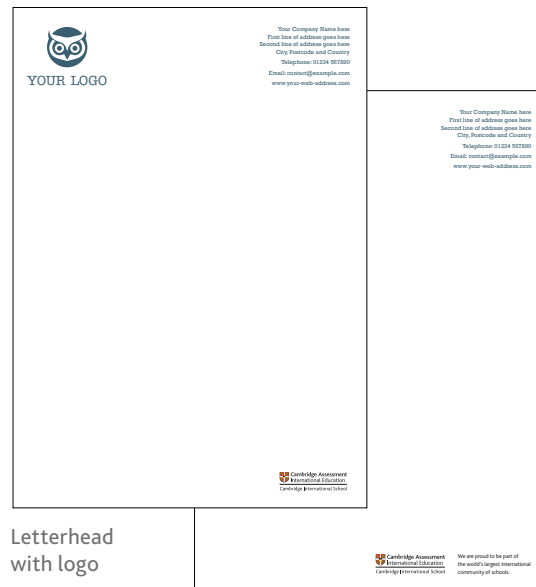 YOUR LOGO
Your Company Name here
First line of address goes here
Second line of address goes here
City, Postcode and Country
Telephone: 01234 567890
Email: contact@example.com
www.your-web-address.com
Cambridge Assessment
International Education
Cambridge International School
Letterhead
with logo
Your Company Name here
First line of address goes here
Second line of address goes here
City, Postcode and Country
Telephone: 01234 567890
Email: contact@example.com
www.your-web-address.com
Cambridge Assessment
International Education
Cambridge International School
We are proud to be part of
the world's largest international
community of schools.